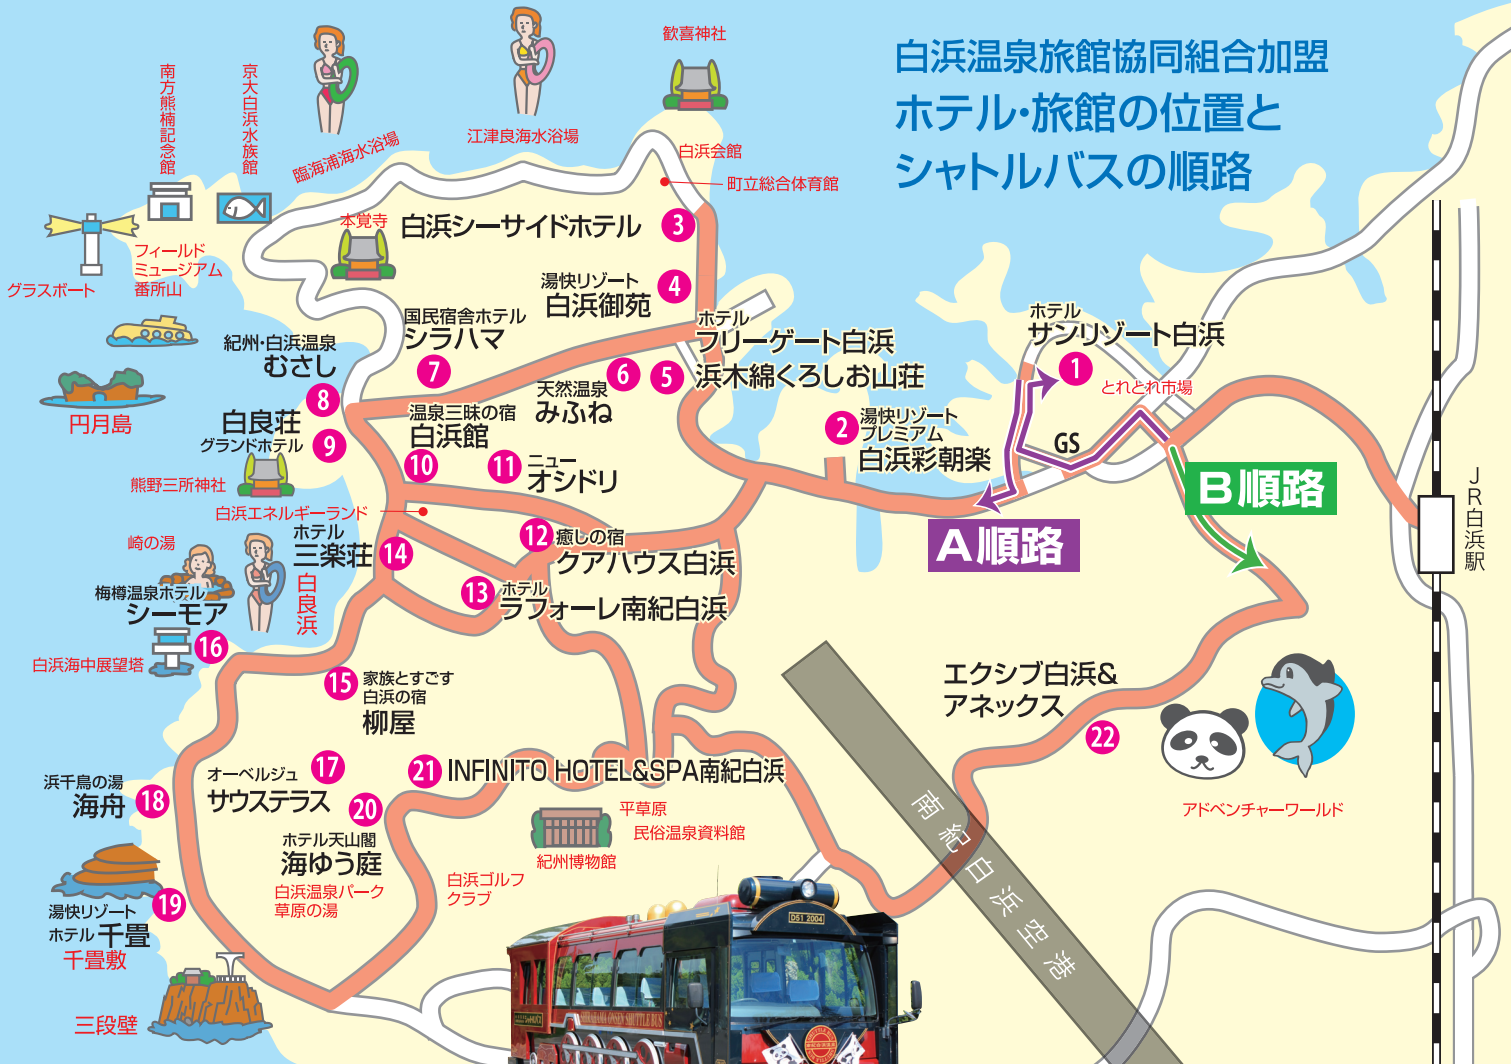 白浜温泉旅館協同組合加盟
ホテル・旅館の位置と
シャトルバスの順路
歓喜神社
南方熊楠記念館
京大白浜水族館
臨海浦海水浴場
江津良海水浴場
白浜会館
町立総合体育館
本覚寺
白浜シーサイドホテル
3
フィールド
ミュージアム
番所山
グラスボート
湯快リゾート
白浜御苑
4
国民宿舎ホテル
シラハマ
7
ホテル
フリーゲート白浜
6
浜木綿くろしお山荘
5
ホテル
サンリゾート白浜
1
とれとれ市場
紀州・白浜温泉
むさし
8
円月島
天然温泉
みふね
白良荘
グランドホテル
9
温泉三昧の宿
白浜館
10
11
ニュー
オシドリ
2
湯快リゾート
プレミアム
白浜彩朝楽
GS
B順路
A順路
JR白浜駅
熊野三所神社
白浜エネルギーランド
ホテル
三楽荘
14
12
癒しの宿
クアハウス白浜
崎の湯
13
ホテル
ラフォーレ南紀白浜
梅樽温泉ホテル
シーモア
16
白良浜
白浜海中展望塔
15
家族とすごす
白浜の宿
柳屋
エクシブ白浜&
アネックス
22
アドベンチャーワールド
浜千鳥の湯
海舟
18
オーベルジュ
サウステラス
17
21
INFINITO HOTEL&SPA南紀白浜
20
ホテル天山閣
海ゆう庭
白浜温泉パーク
草原の湯
平草原
民俗温泉資料館
紀州博物館
白浜ゴルフ
クラブ
南紀白浜空港
湯快リゾート
ホテル千畳
19
千畳敷
三段壁
D51 2004
SHIRAHAMA ONSEN SHUTTLE BUS